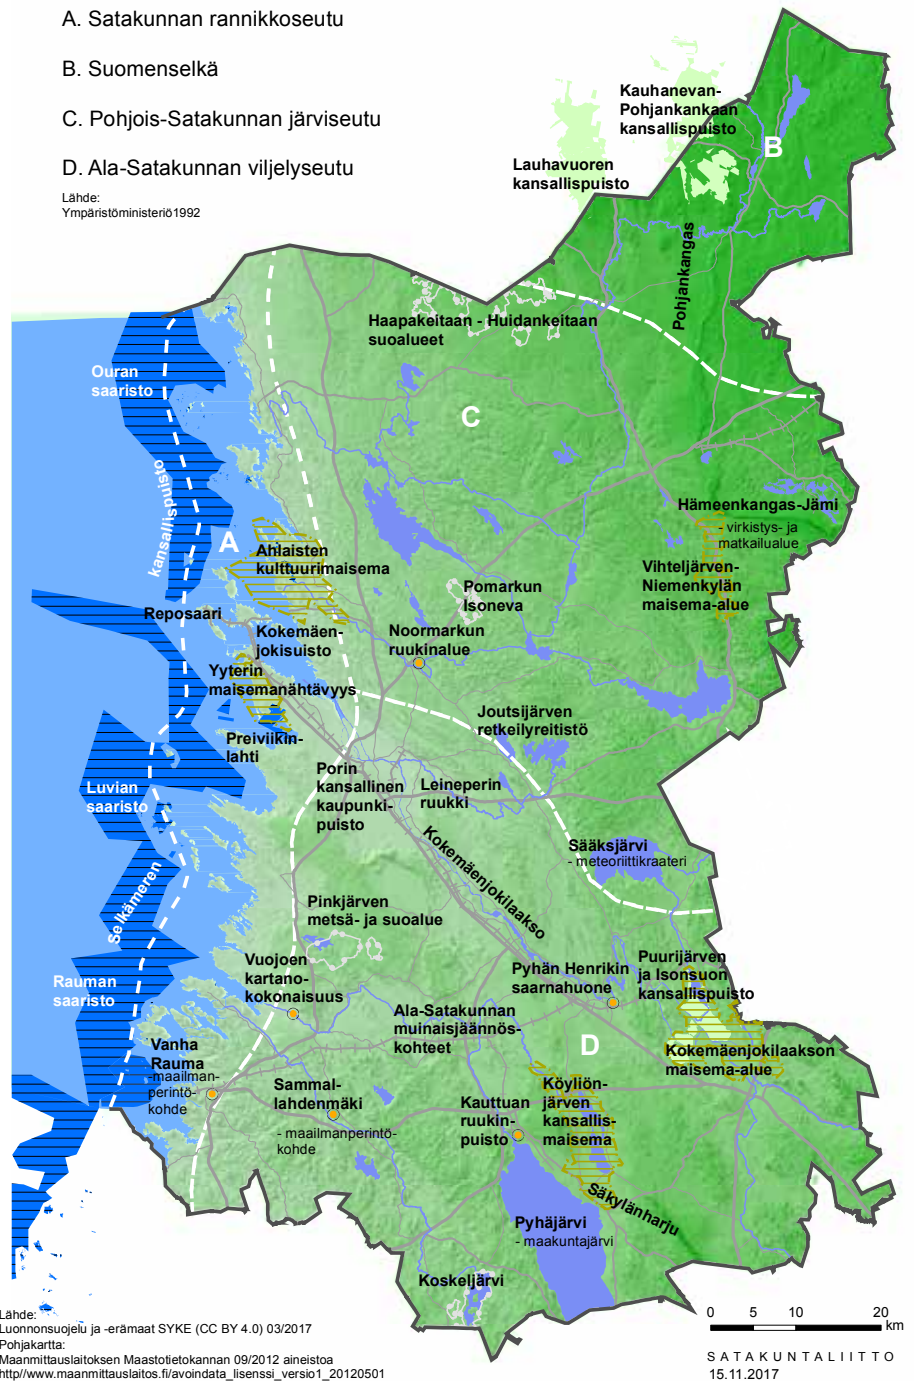 A. Satakunnan rannikkoseutu
B. Suomenselkä
C. Pohjois-Satakunnan järviseutu
D. Ala-Satakunnan viljelyseutu
Lähde:
Ympäristöministeriö1992
Kauhanevan-
Pohjankankaan
kansallispuisto
B
Lauhavuoren
kansallispuisto
Pohjankangas
Haapakeitaan - Huidankeitaan
suoalueet
Ouran
saaristo
C
kansallispuisto
Hämeenkangas-Jämi
- virkistys- ja
matkailualue
A
Ahlaisten
kulttuurimaisema
Vihteljärven-
Niemenkylän
maisema-alue
Pomarkun
Isoneva
Reposaari
Kokemäen-
jokisuisto
Noormarkun
ruukinalue
Yyterin
maisemanähtävyys
Joutsijärven
retkeilyreitistö
Preiviikin-
lahti
Porin
kansallinen
kaupunki-
puisto
Leineperin
ruukki
Luvian
saaristo
Kokemäenjokilaakso
Sääksjärvi
- meteoriittikraateri
Selkämeren
Pinkjärven
metsä- ja suoalue
Vuojoen
kartano-
kokonaisuus
Pyhän Henrikin
saarnahuone
Puurijärven
ja Isonsuon
kansallispuisto
Rauman
saaristo
Ala-Satakunnan
muinaisjäännös-
kohteet
D
Kokemäenjokilaakson
maisema-alue
Vanha
Rauma
-maailman-
perintö-
kohde
Sammal-
lahdenmäki
- maailmanperintö-
kohde
Kauttuan
ruukin-
puisto
Köyliön-
järven
kansallis-
maisema
Säkylänharju
Pyhäjärvi
- maakuntajärvi
Koskeljärvi
Lähde:
Luonnonsuojelu ja -erämaat SYKE (CC BY 4.0) 03/2017
Pohjakartta:
Maanmittauslaitoksen Maastotietokannan 09/2012 aineistoa
http//www.maanmittauslaitos.fi/avoindata_lisenssi_versio1_20120501
0 5 10 20
km
SATAKUNTALIITTO
15.11.2017